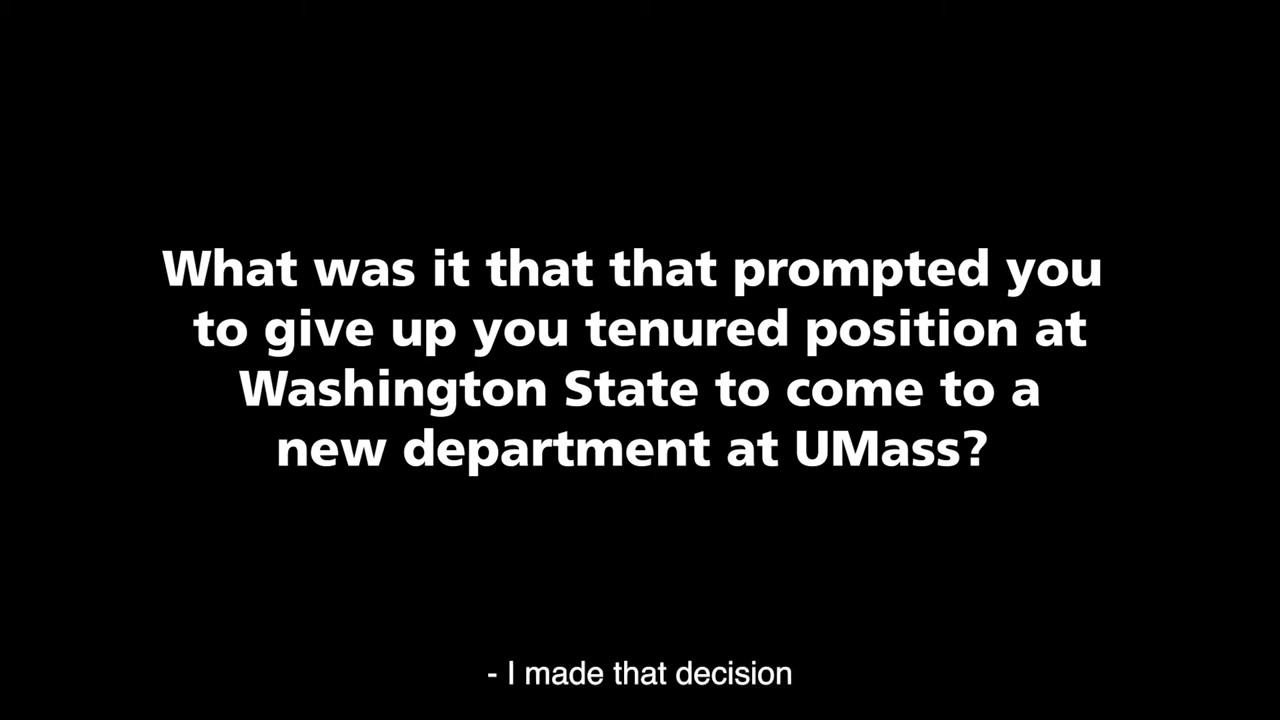 What was it that that prompted you
to give up you tenured position at
Washington State to come to a
new department at UMass?
- I made that decision